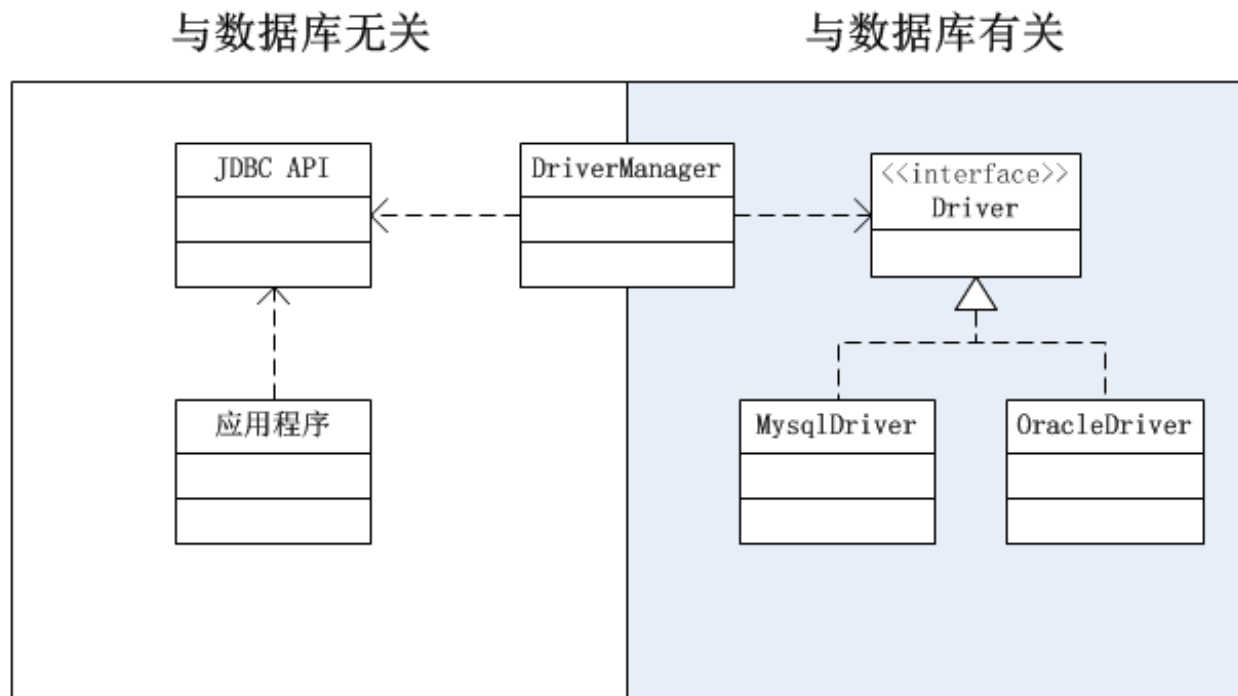 与数据库无关
与数据库有关
JDBC API
DriverManager
<<interface>>
Driver
应用程序
MysqlDriver
OracleDriver